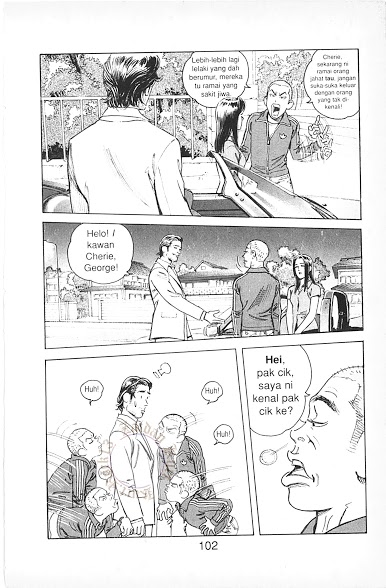 Lebih-lebih lagi
lelaki yang dah
berumur, mereka
tu ramai yang
sakit jiwa.
Cherie,
sekarang ni
ramai orang
jahat tau, jangan
suka suka keluar
dengan orang
yang tak di-
kenali!
Helo! I
kawan
Cherie,
George!
Huh!
Huh!
Huh!
Hei,
pak cik,
saya ni
kenal pak
cik ke?
102